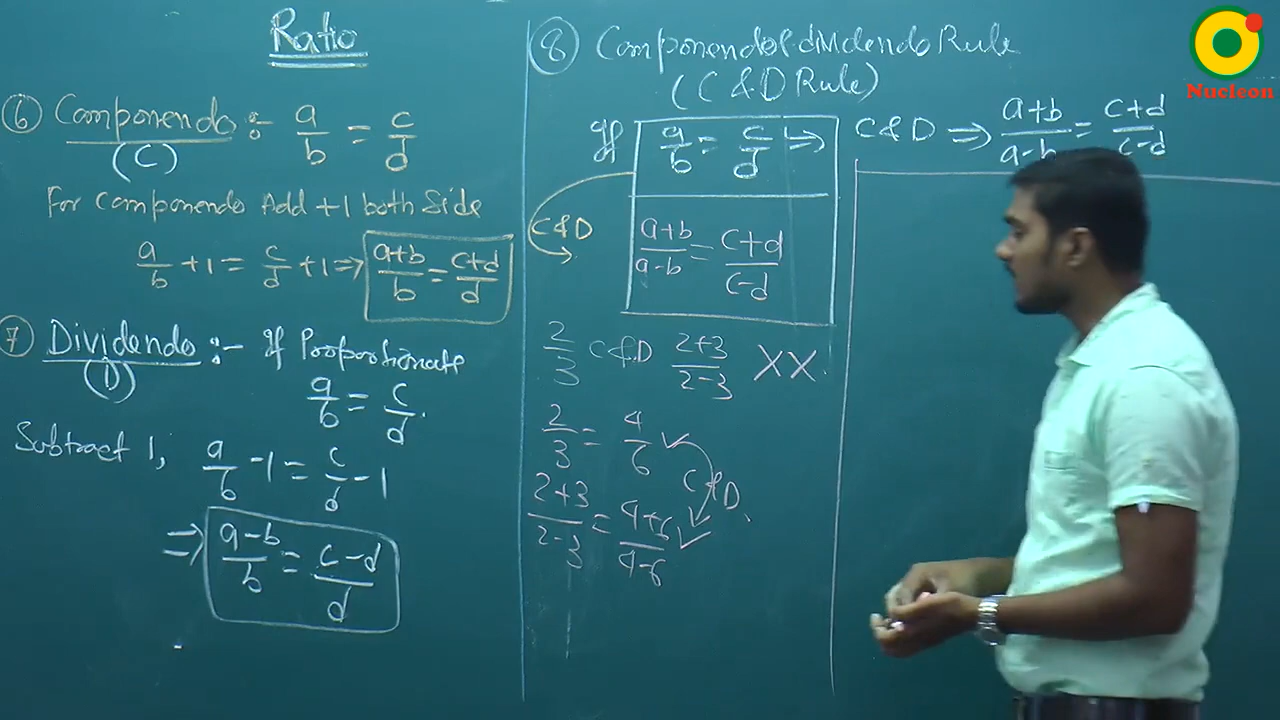 Ratio
⑥ Componendo :- a/b = c/d
(C)
For Componendo Add +1 both Side
a/b + 1 = c/d + 1 ⇒ (a+b)/b = (c+d)/d
⑦ Dividendo :- If Proportionate
(D)
a/b = c/d.
Subtract 1, a/b - 1 = c/d - 1
⇒ (a-b)/b = (c-d)/d
⑧ Componendo & dividendo Rule
(C & D Rule)
If a/b = c/d ↦ C & D ⇒ (a+b)/(a-b) = (c+d)/(c-d)
C & D
(a+b)/(a-b) = (c+d)/(c-d)
2/3 C & D (2+3)/(2-3) XX.
2/3 = 4/6 ✓
C & D.
(2+3)/(2-3) = (4+6)/(4-6) ✓
Nucleon